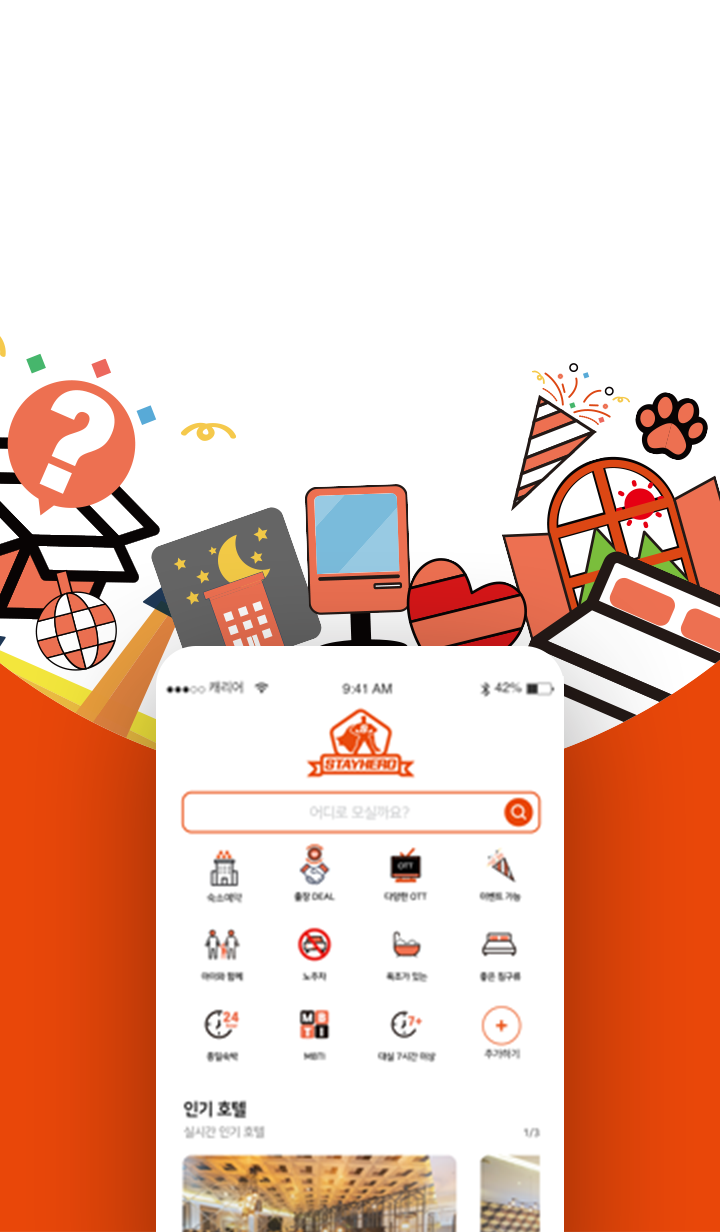 캐리어
9:41 AM
42%
STAYHERO
어디로 모실까요?
숙소예약
출장 DEAL
OTT
다양한 OTT
이벤트 가능
아이와 함께
노주차
욕조가 있는
좋은 침구류
24
종일숙박
M B
T I
MBTI
7+
대실 7시간 이상
추가하기
인기 호텔
실시간 인기 호텔
1/3